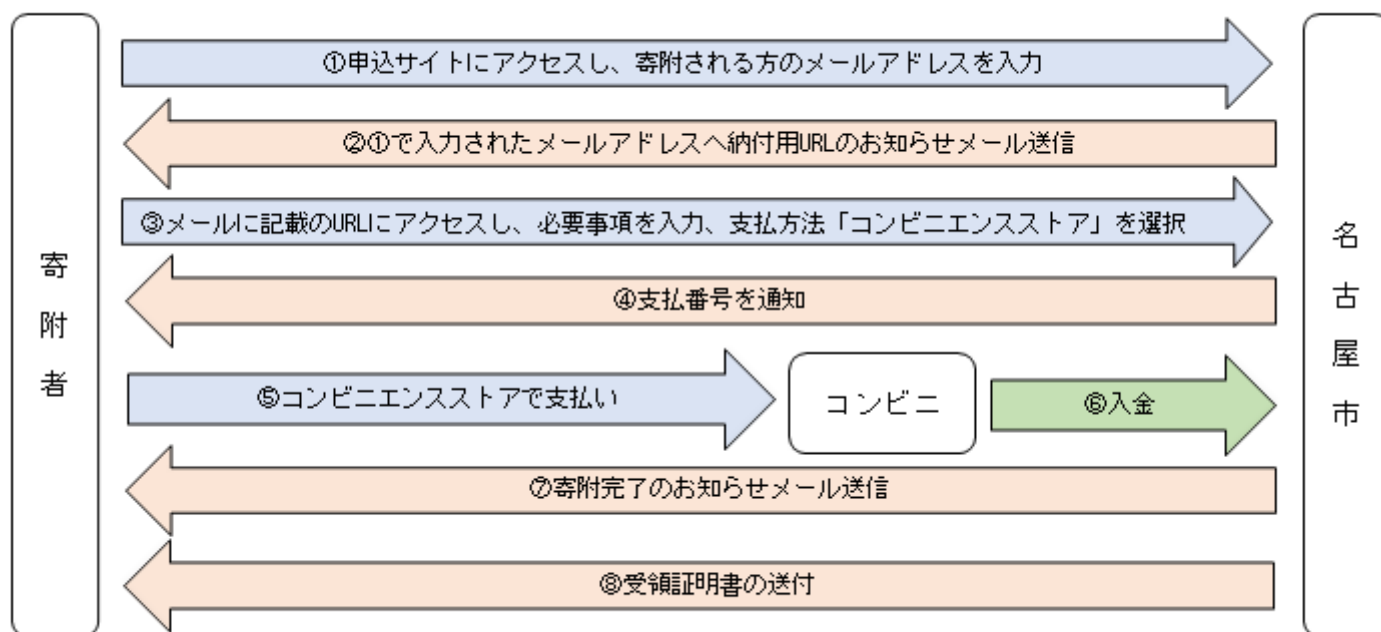 寄附者
名古屋市
①申込サイトにアクセスし、寄附される方のメールアドレスを入力
②①で入力されたメールアドレスへ納付用URLのお知らせメール送信
③メールに記載のURLにアクセスし、必要事項を入力、支払方法「コンビニエンスストア」を選択
④支払番号を通知
⑤コンビニエンスストアで支払い
コンビニ
⑥入金
⑦寄附完了のお知らせメール送信
⑧受領証明書の送付